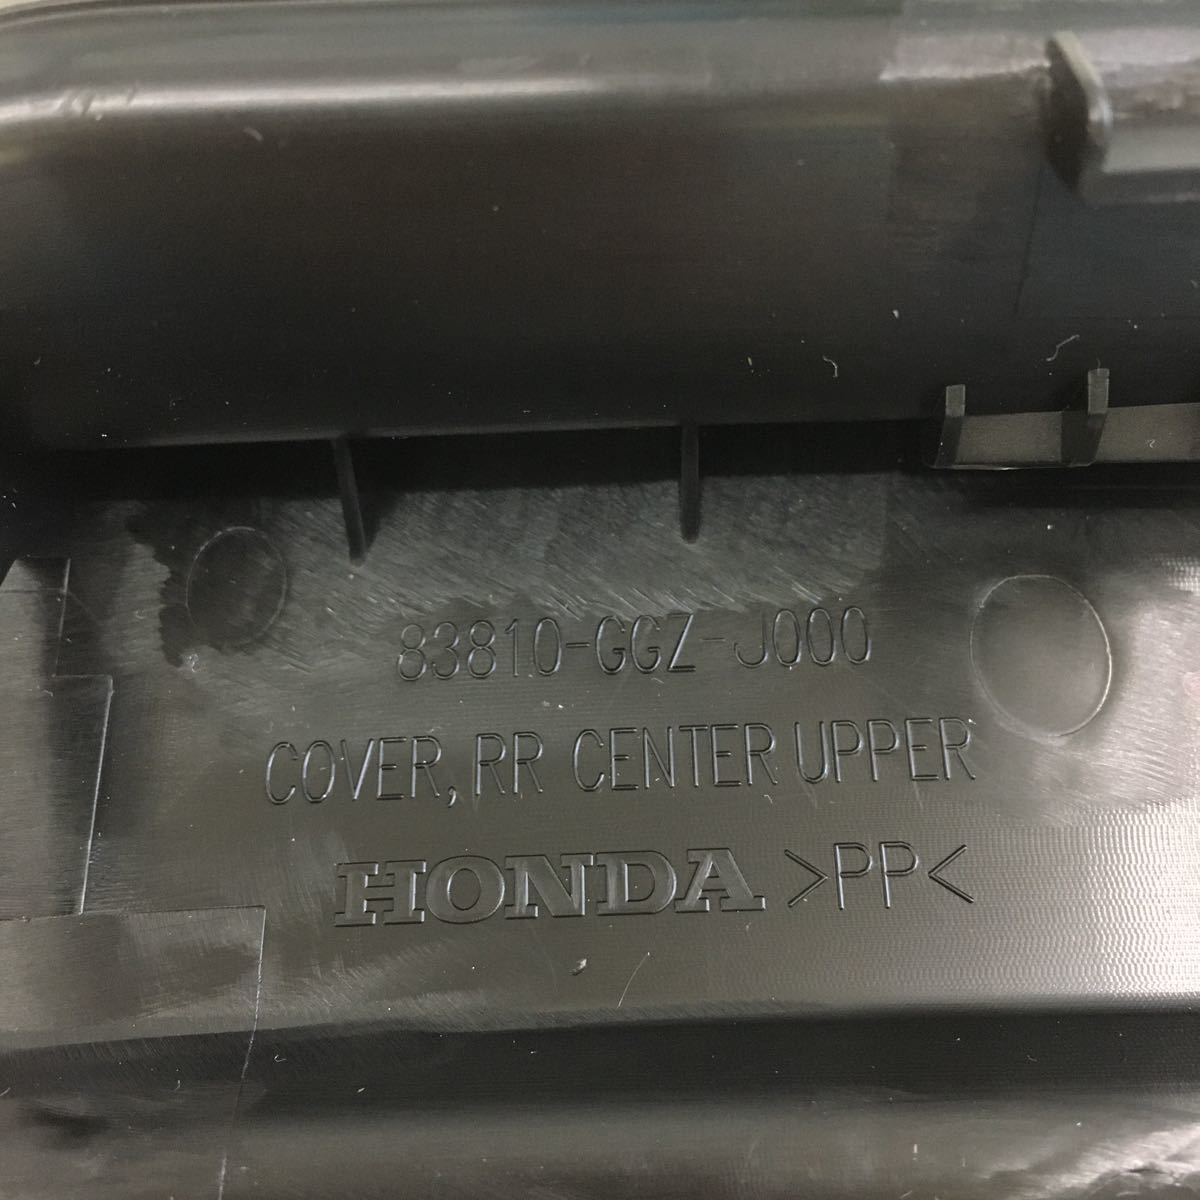 83810-GGZ-J000
COVER, RR CENTER UPPER
HONDA >PP<